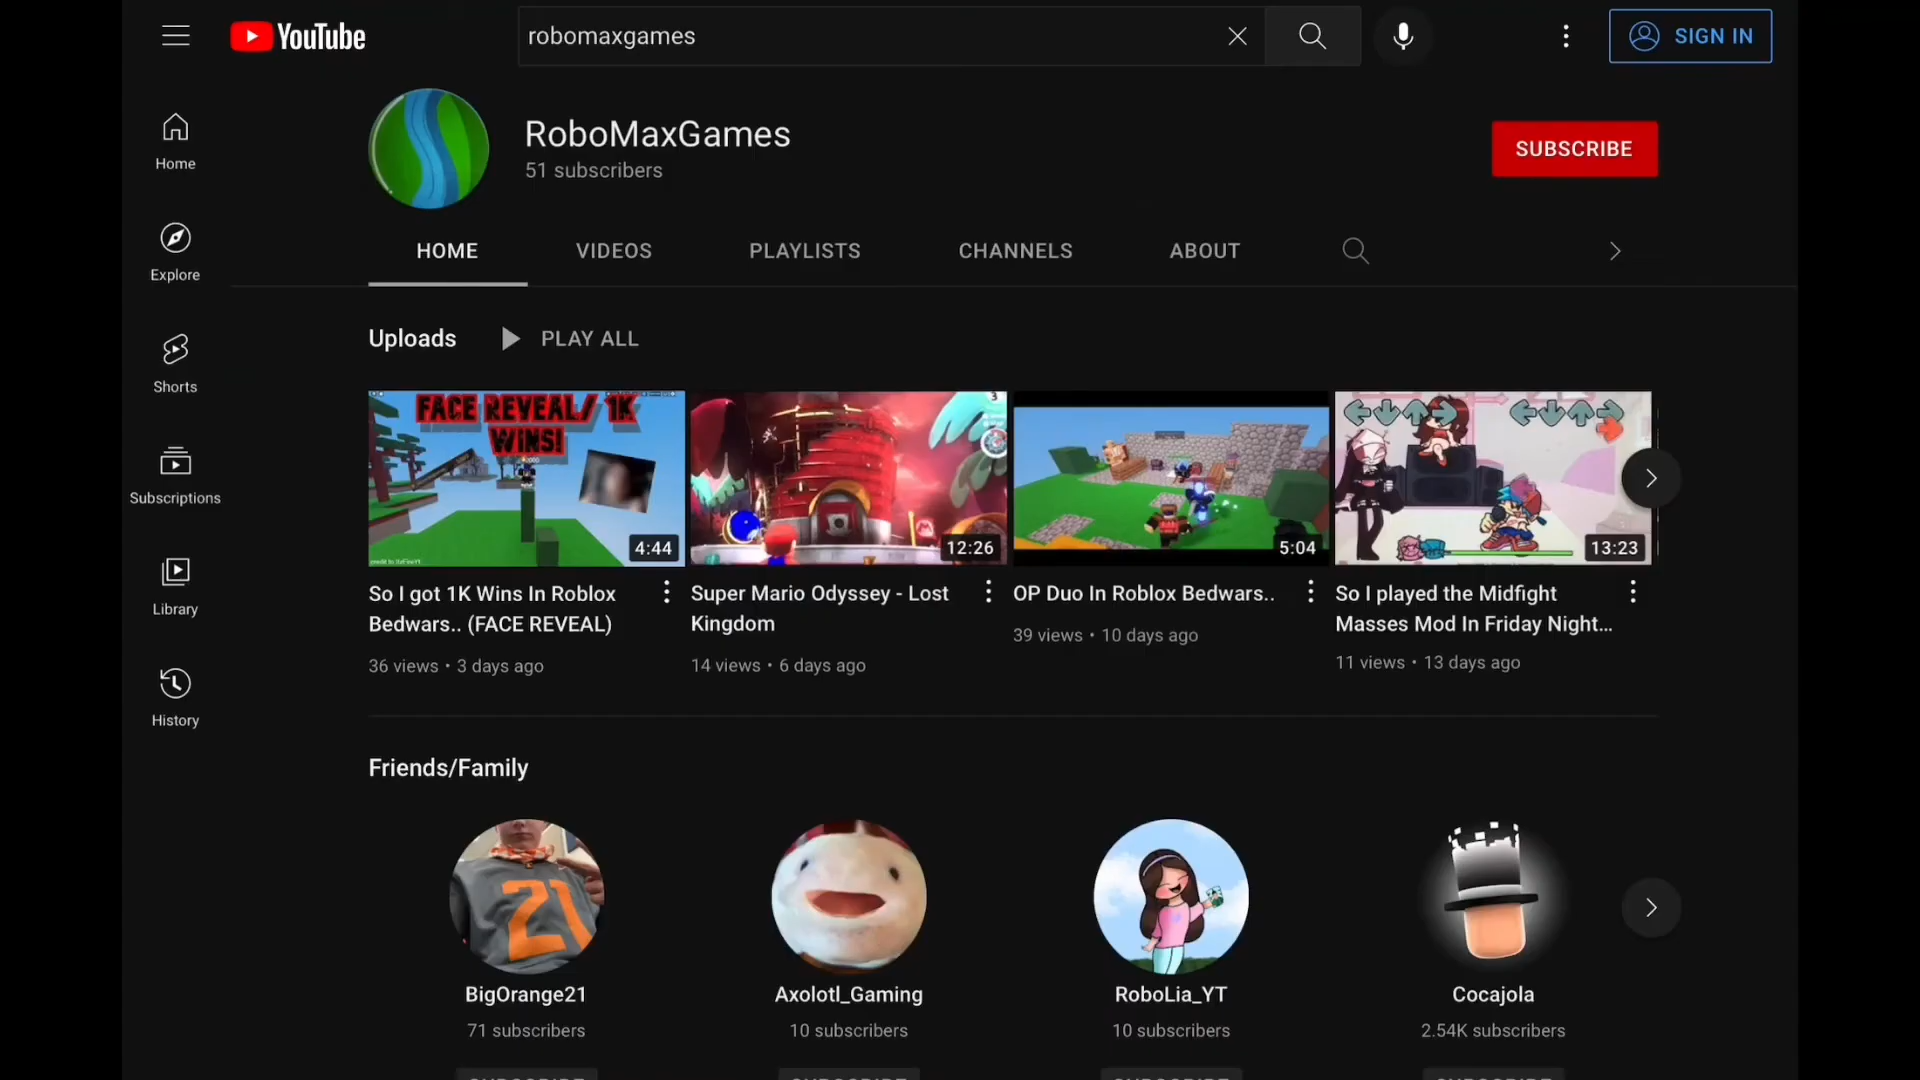 YouTube
robomaxgames
SIGN IN
Home
Explore
Shorts
Subscriptions
Library
History
RoboMaxGames
51 subscribers
SUBSCRIBE
HOME
VIDEOS
PLAYLISTS
CHANNELS
ABOUT
Uploads
PLAY ALL
FACE REVEAL/ 1K
WINS!
4:44
So I got 1K Wins In Roblox
Bedwars.. (FACE REVEAL)
36 views • 3 days ago
3
12:26
Super Mario Odyssey - Lost
Kingdom
14 views • 6 days ago
5:04
OP Duo In Roblox Bedwars..
39 views • 10 days ago
13:23
So I played the Midfight
Masses Mod In Friday Night...
11 views • 13 days ago
Friends/Family
21
BigOrange21
71 subscribers
Axolotl_Gaming
10 subscribers
RoboLia_YT
10 subscribers
Cocajola
2.54K subscribers